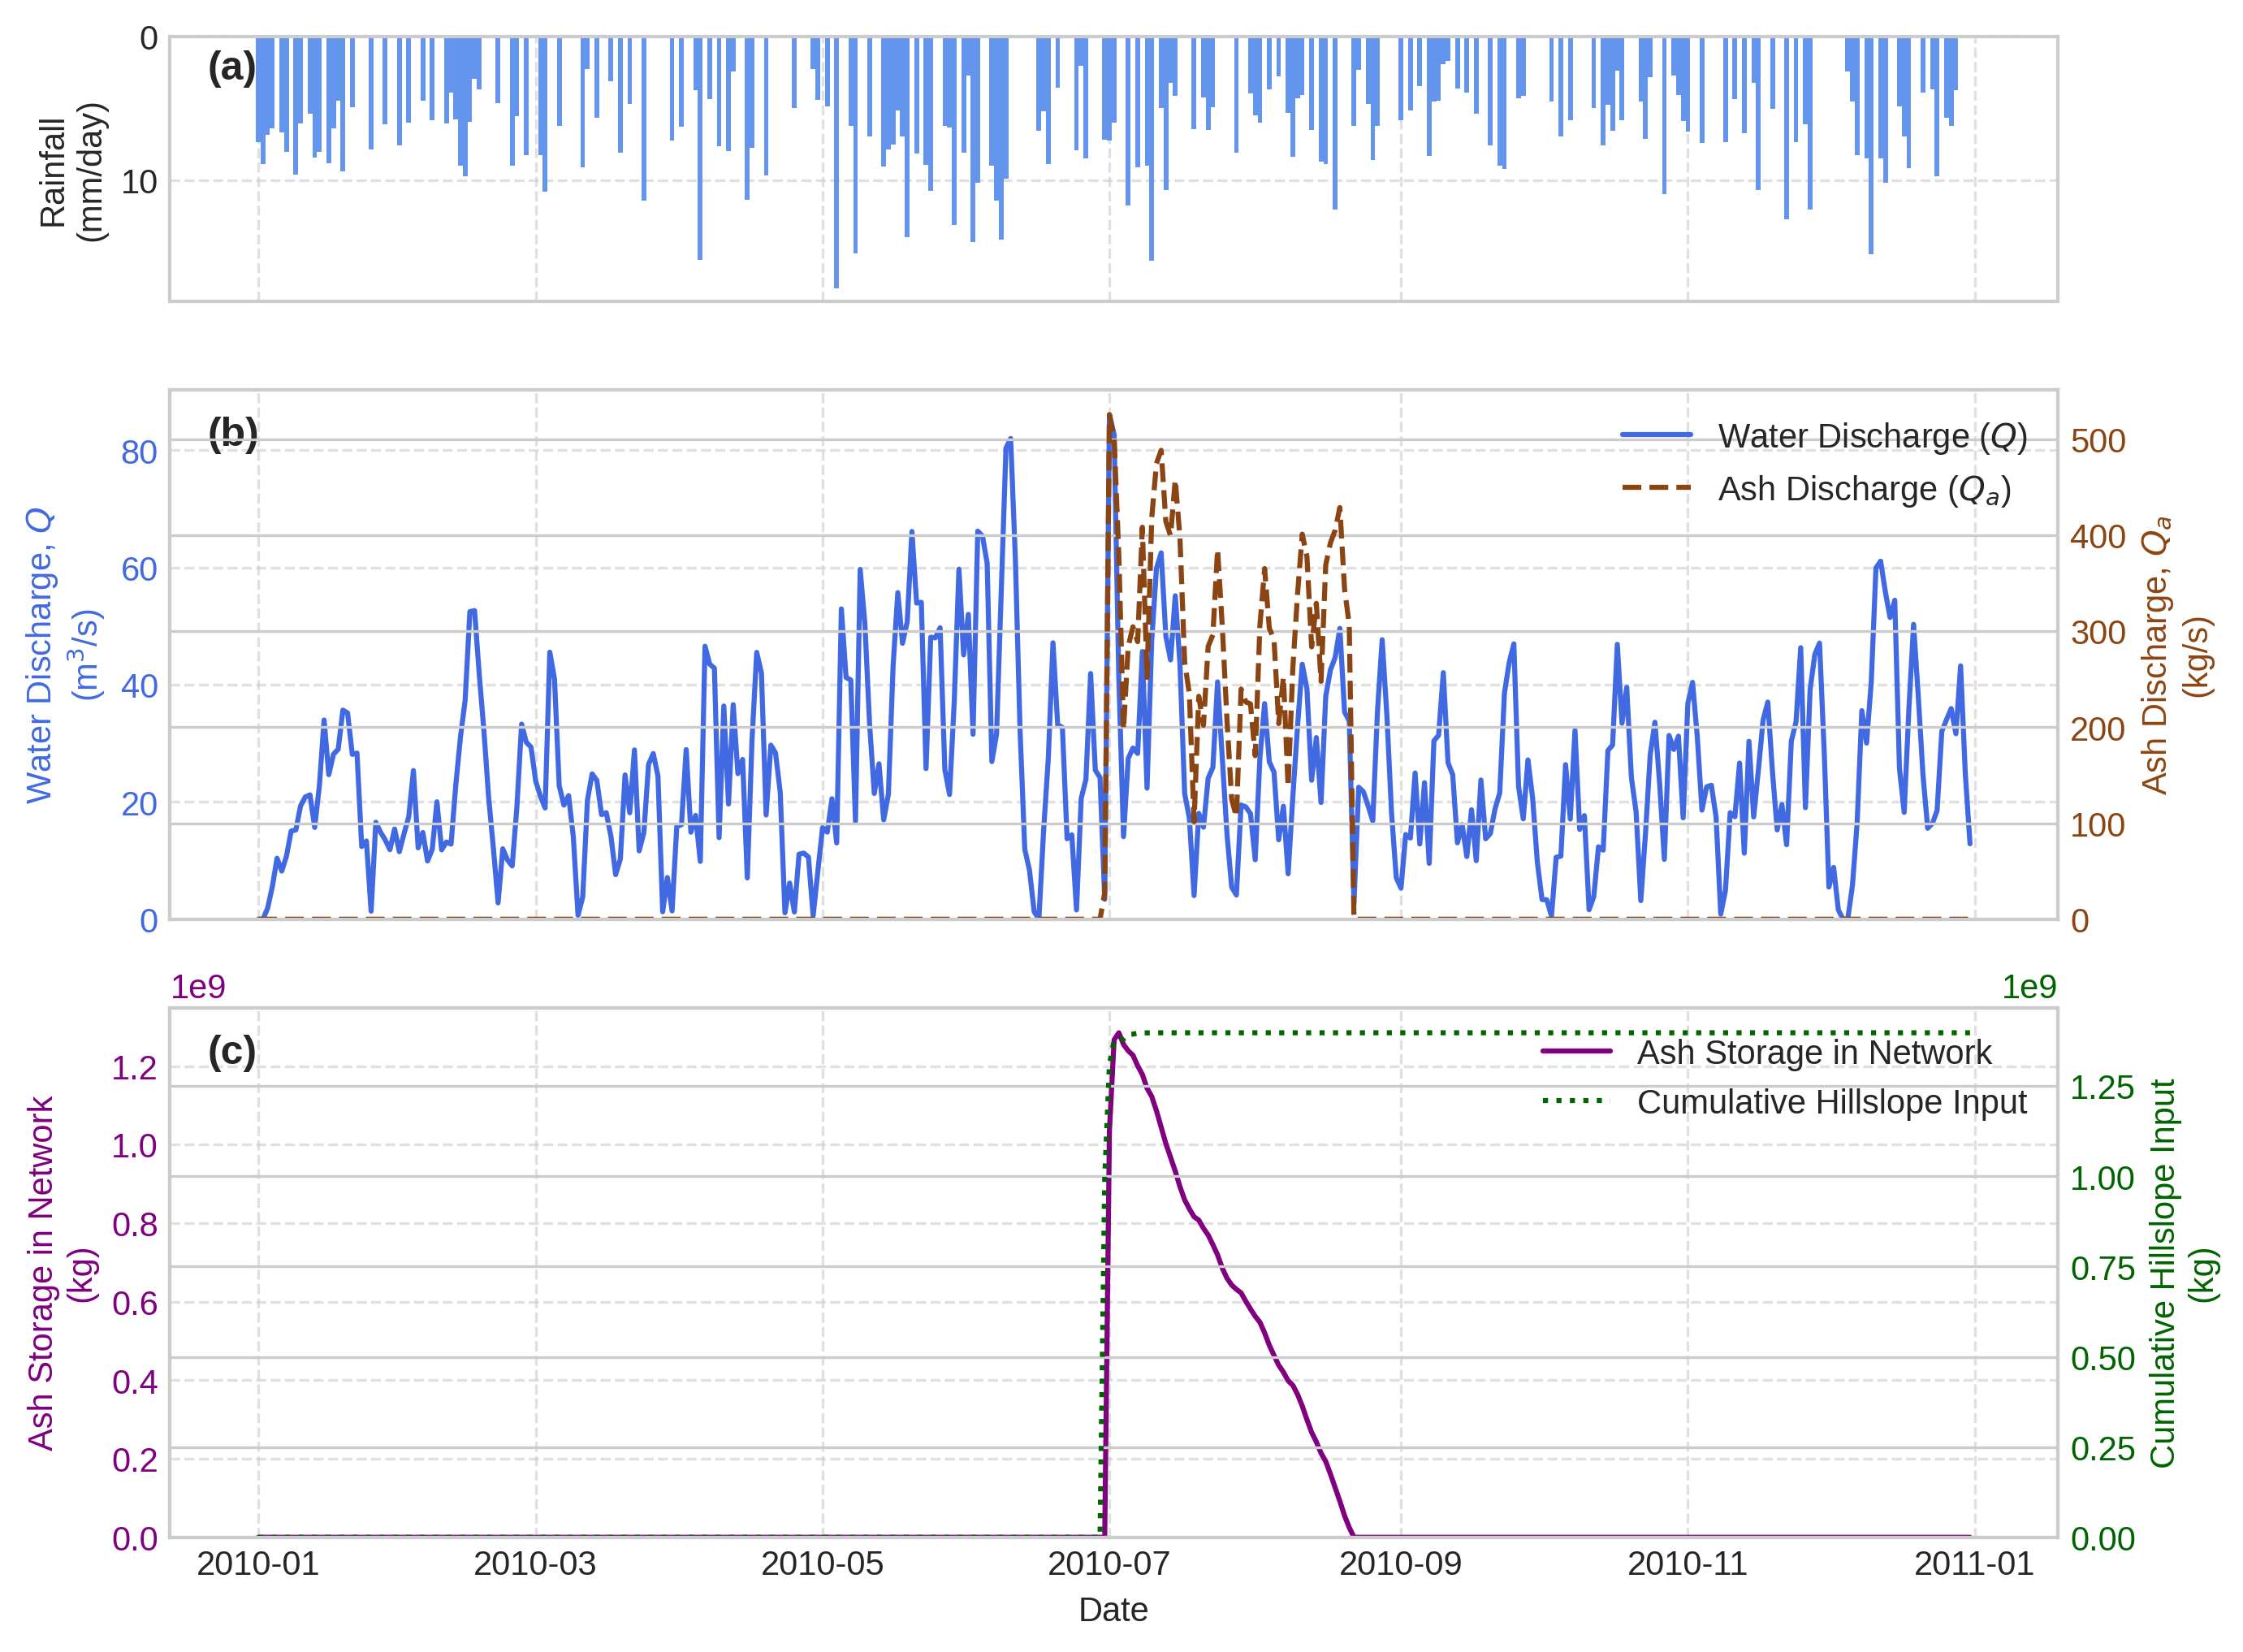 0
10
Rainfall
(mm/day)
(a)
(b)
80
60
40
20
0
Water Discharge, Q
(m³/s)
Water Discharge (Q)
Ash Discharge (Qₐ)
500
400
300
200
100
0
Ash Discharge, Qₐ
(kg/s)
1e9
1e9
(c)
1.2
1.0
0.8
0.6
0.4
0.2
0.0
Ash Storage in Network
(kg)
Ash Storage in Network
Cumulative Hillslope Input
1.25
1.00
0.75
0.50
0.25
0.00
Cumulative Hillslope Input
(kg)
2010-01 2010-03 2010-05 2010-07 2010-09 2010-11 2011-01
Date